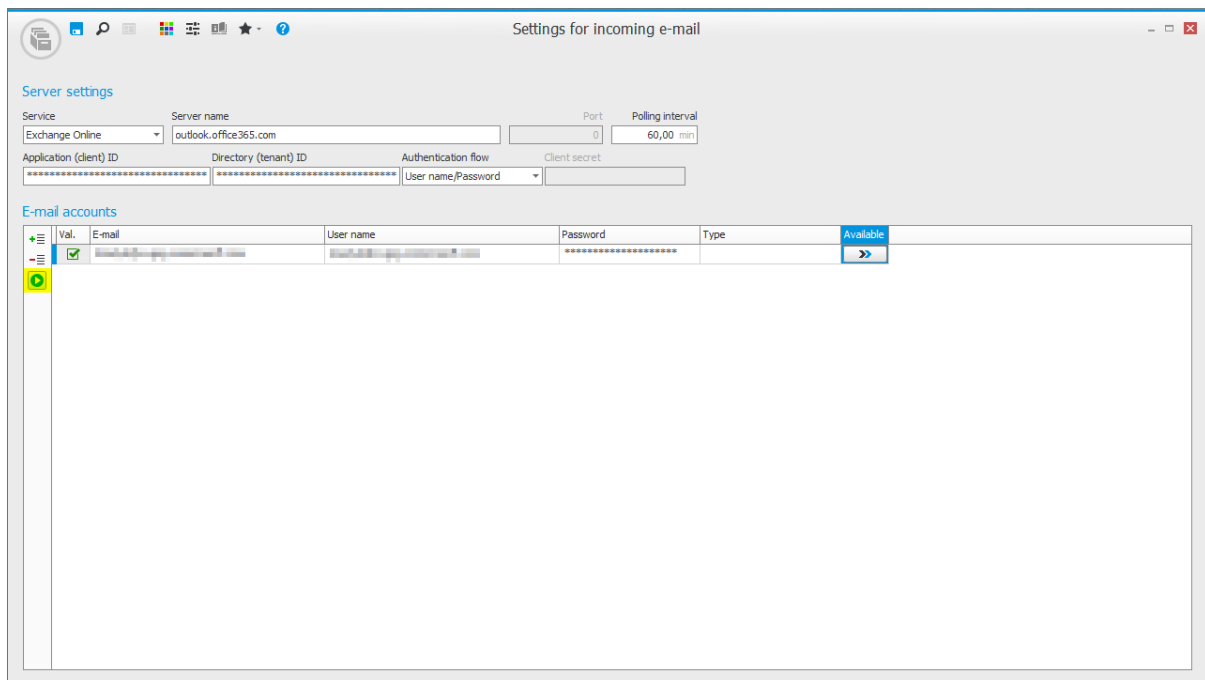 Settings for incoming e-mail
Server settings
Service Server name Port Polling interval
Exchange Online outlook.office365.com 0 60,00 min
Application (client) ID Directory (tenant) ID Authentication flow Client secret
******************************** ******************************** User name/Password
E-mail accounts
Val. E-mail User name Password Type Available
********************